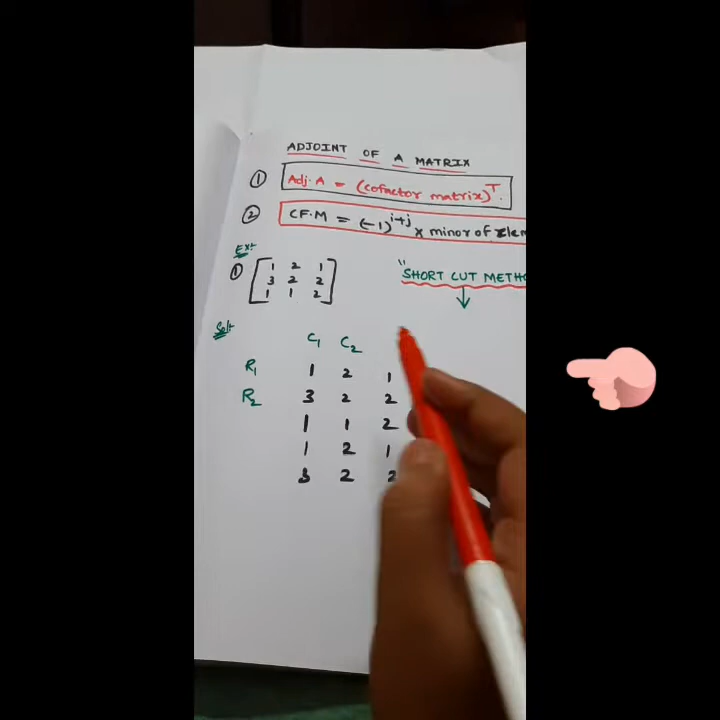 ADJOINT OF A MATRIX
① Adj.A = (cofactor matrix)ᵀ.
② CF.M = (-1)^i+j × minor of
Ex:
① [1 2 1
3 2 2
1 1 2]
"SHORT CUT
Sol:
C₁ C₂
R₁ 1 2 1
R₂ 3 2 2
1 1 2
1 2 1
3 2 2